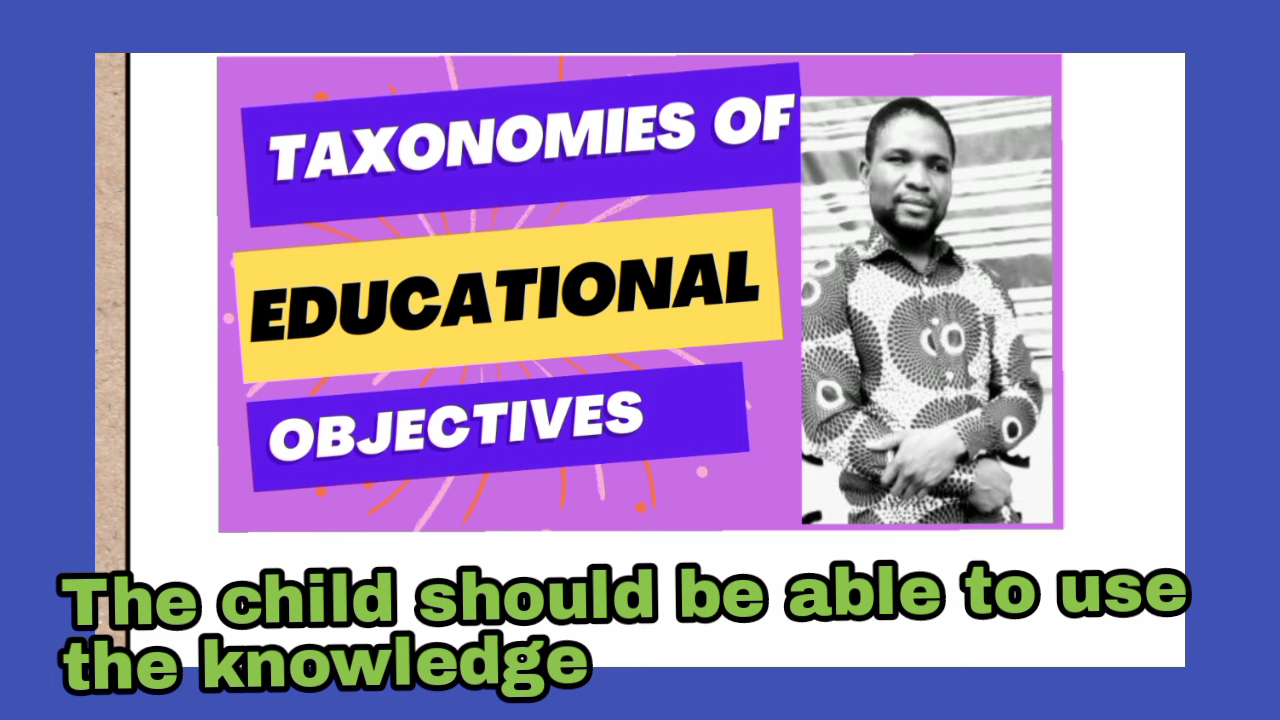 TAXONOMIES OF
EDUCATIONAL
OBJECTIVES
The child should be able to use
the knowledge